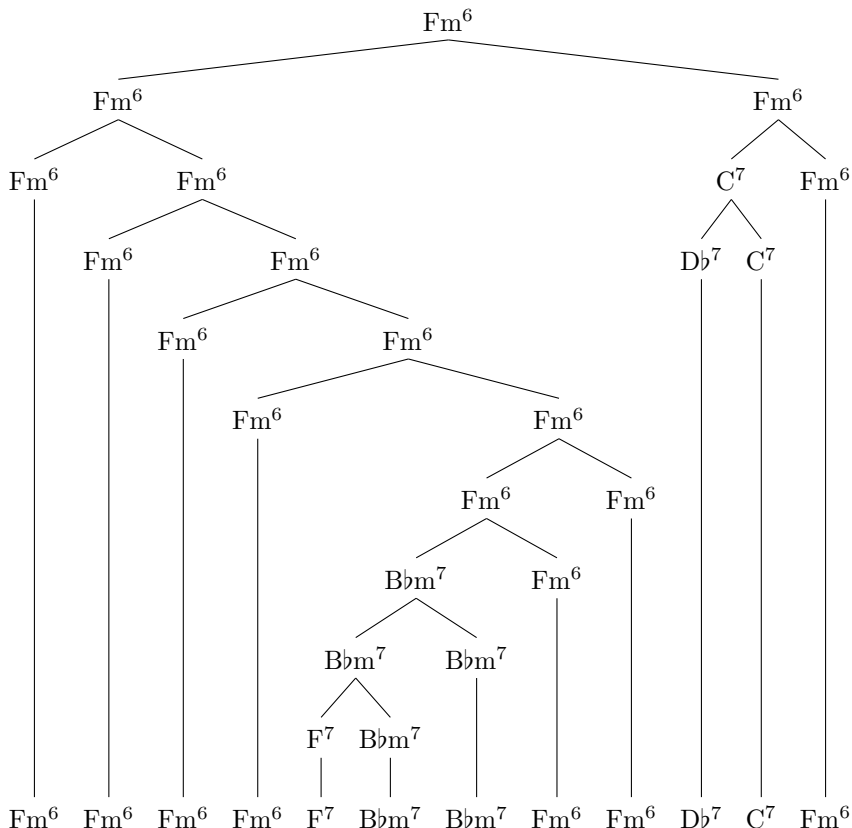 Fm⁶
Fm⁶ Fm⁶
Fm⁶ Fm⁶ C⁷ Fm⁶
Fm⁶ Fm⁶ D♭⁷ C⁷
Fm⁶ Fm⁶
Fm⁶ Fm⁶
Fm⁶ Fm⁶
B♭m⁷ Fm⁶
B♭m⁷ B♭m⁷
F⁷ B♭m⁷
Fm⁶ Fm⁶ Fm⁶ Fm⁶ F⁷ B♭m⁷ B♭m⁷ Fm⁶ Fm⁶ D♭⁷ C⁷ Fm⁶